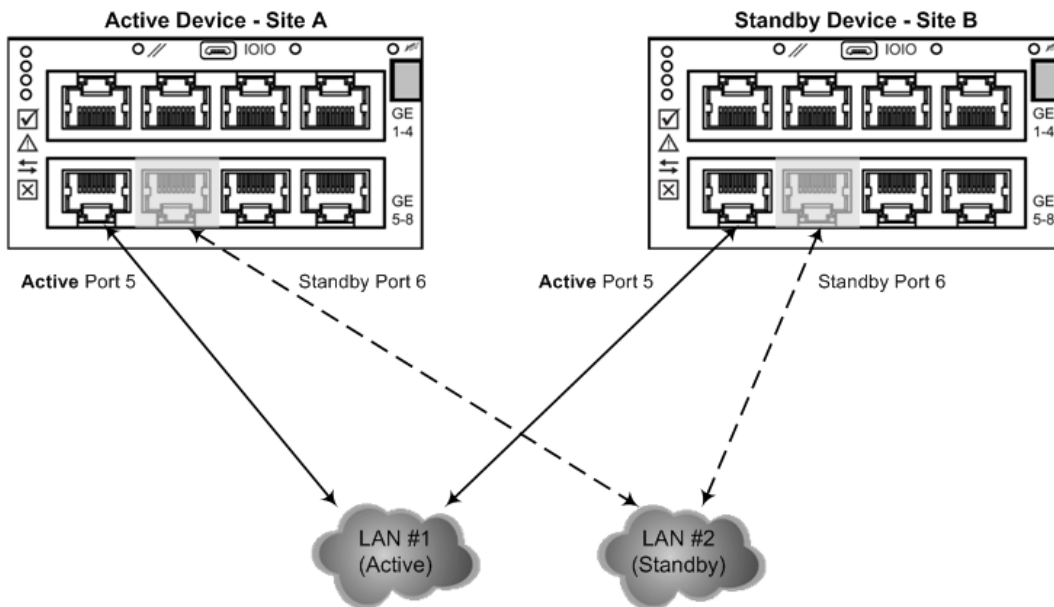 Active Device - Site A
Standby Device - Site B
IOIO
IOIO
GE
1-4
GE
5-8
GE
1-4
GE
5-8
Active Port 5
Standby Port 6
Active Port 5
Standby Port 6
LAN #1
(Active)
LAN #2
(Standby)